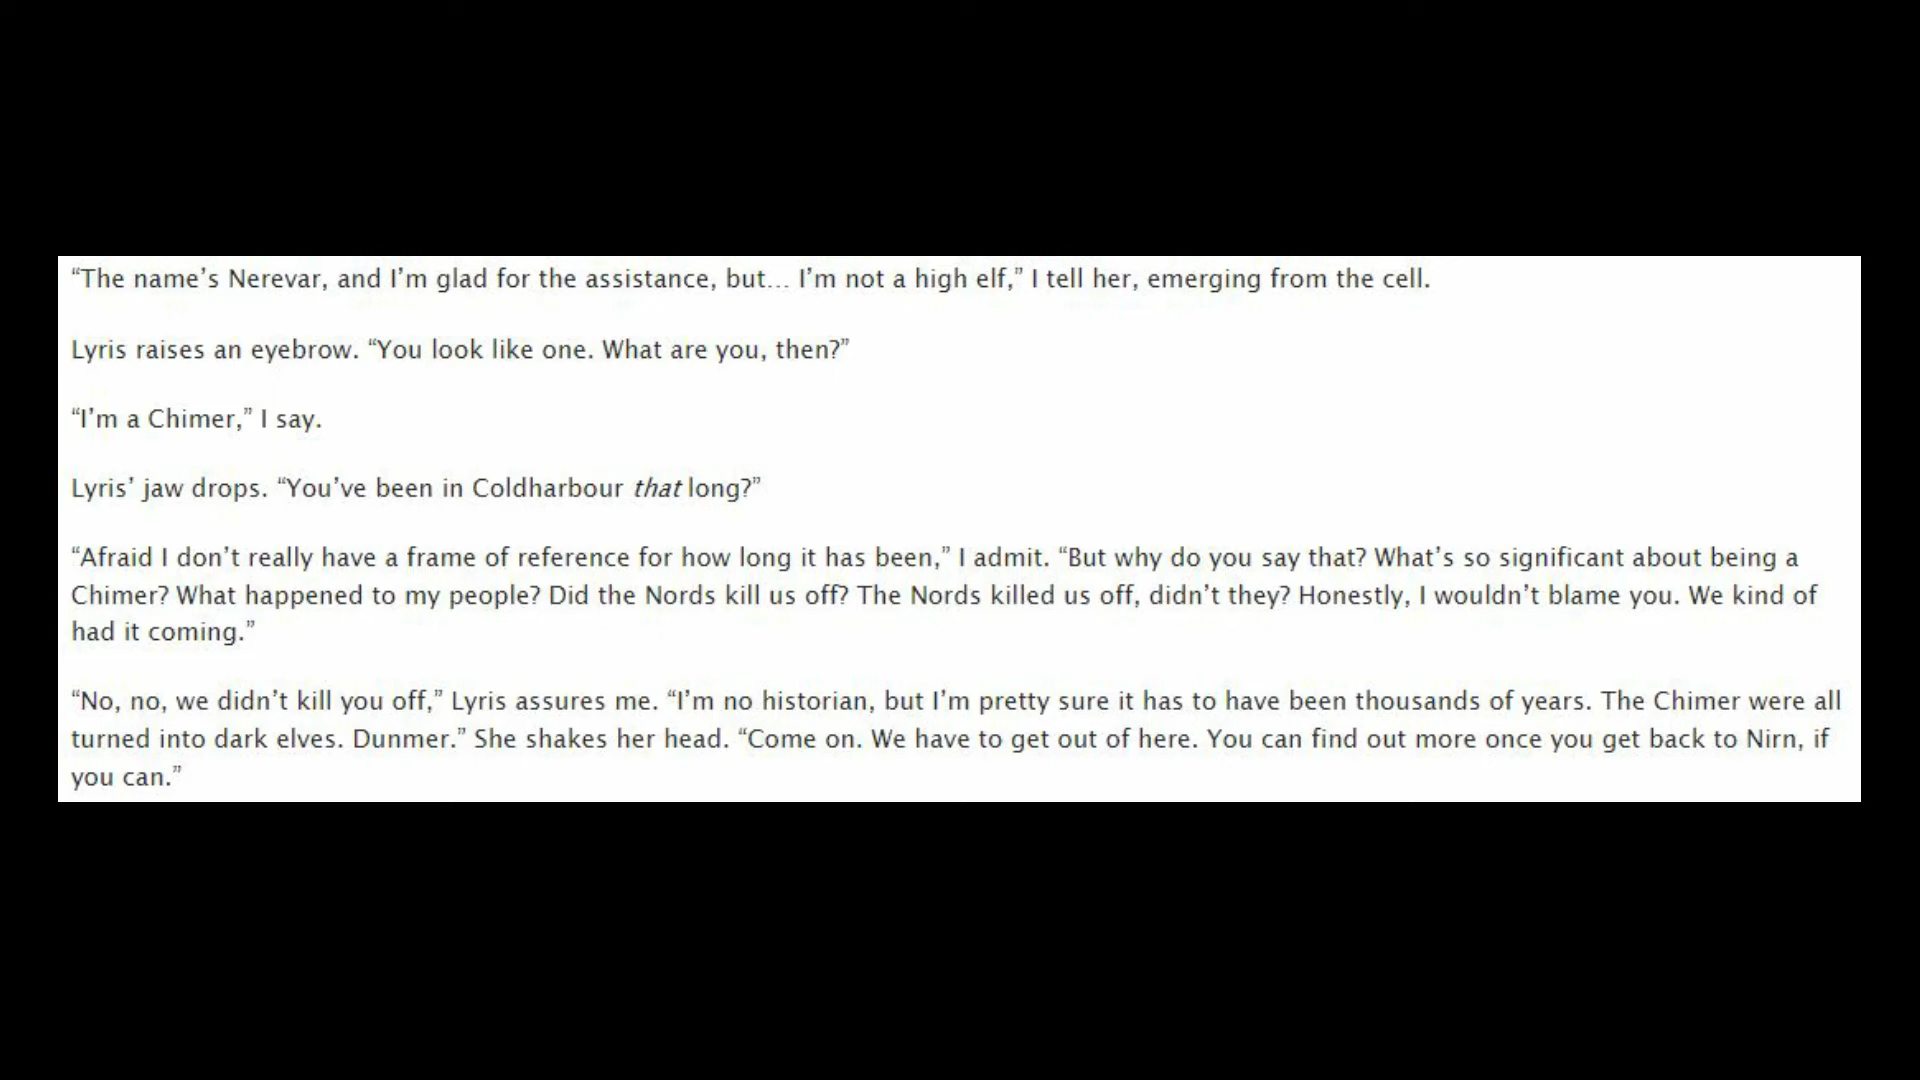 “The name’s Nerevar, and I’m glad for the assistance, but… I’m not a high elf,” I tell her, emerging from the cell.
Lyris raises an eyebrow. “You look like one. What are you, then?”
“I’m a Chimer,” I say.
Lyris’ jaw drops. “You’ve been in Coldharbour that long?”
“Afraid I don’t really have a frame of reference for how long it has been,” I admit. “But why do you say that? What’s so significant about being a
Chimer? What happened to my people? Did the Nords kill us off? The Nords killed us off, didn’t they? Honestly, I wouldn’t blame you. We kind of
had it coming.”
“No, no, we didn’t kill you off,” Lyris assures me. “I’m no historian, but I’m pretty sure it has to have been thousands of years. The Chimer were all
turned into dark elves. Dunmer.” She shakes her head. “Come on. We have to get out of here. You can find out more once you get back to Nirn, if
you can.”